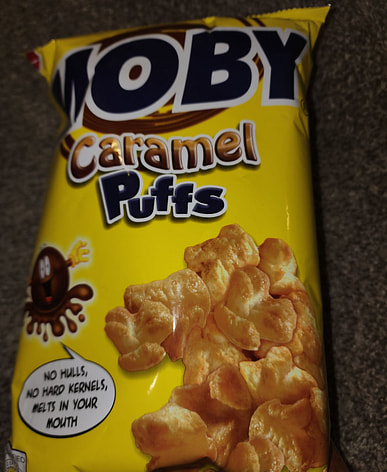 MOBY
Caramel
Puffs
NO HULLS,
NO HARD KERNELS,
MELTS IN YOUR
MOUTH